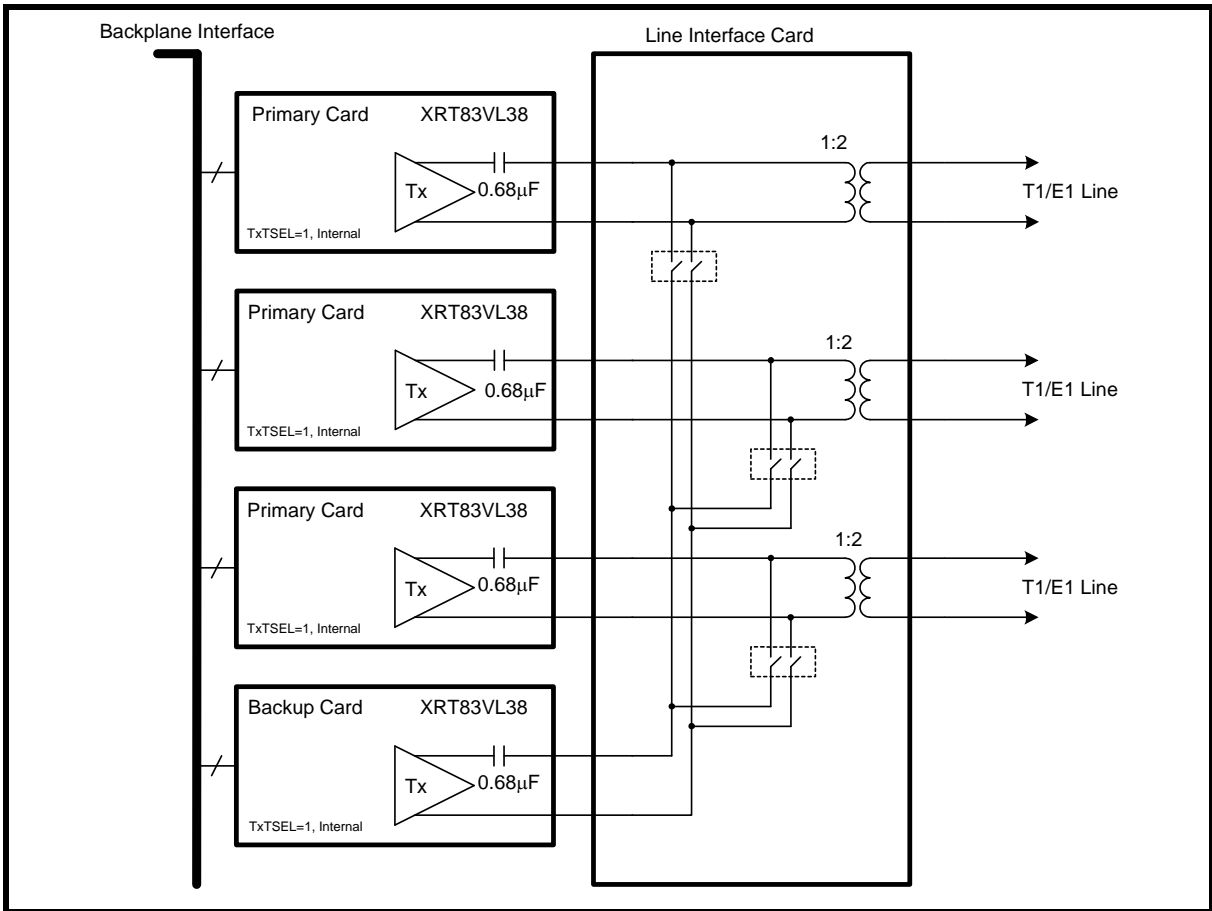 Backplane Interface
Line Interface Card
Primary Card XRT83VL38
Tx
0.68μF
TxTSEL=1, Internal
1:2
T1/E1 Line
Primary Card XRT83VL38
Tx
0.68μF
TxTSEL=1, Internal
1:2
T1/E1 Line
Primary Card XRT83VL38
Tx
0.68μF
TxTSEL=1, Internal
1:2
T1/E1 Line
Backup Card XRT83VL38
Tx
0.68μF
TxTSEL=1, Internal